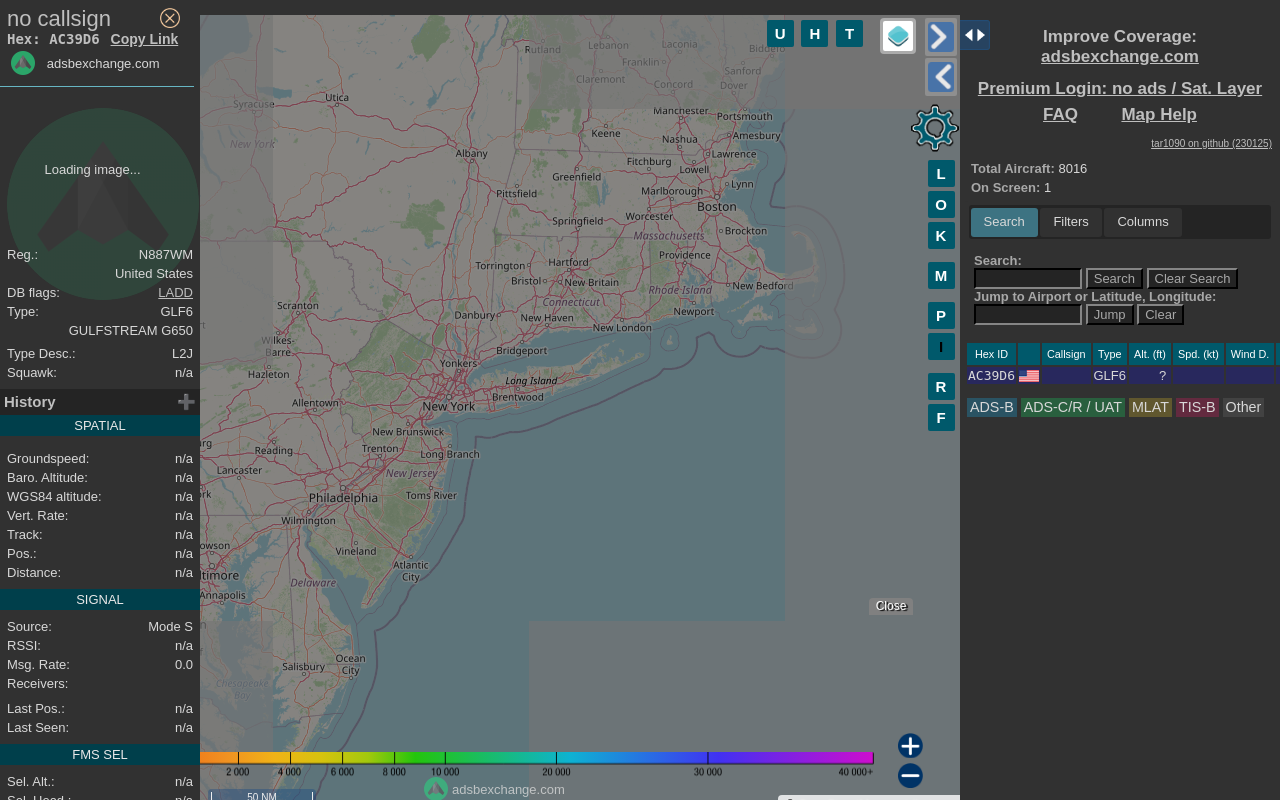 no callsign
Hex: AC39D6 Copy Link
adsbexchange.com
Loading image...
Reg.: N887WM
United States
DB flags: LADD
Type: GLF6
GULFSTREAM G650
Type Desc.: L2J
Squawk: n/a
History
SPATIAL
Groundspeed: n/a
Baro. Altitude: n/a
WGS84 altitude: n/a
Vert. Rate: n/a
Track: n/a
Pos.: n/a
Distance: n/a
SIGNAL
Source: Mode S
RSSI: n/a
Msg. Rate: 0.0
Receivers:
Last Pos.: n/a
Last Seen: n/a
FMS SEL
Sel. Alt.: n/a
Sel. Head.: n/a
U H T
Rutland
Lebanon
Laconia
Franklin
Claremont
Concord
Sanford
Dover
Syracuse
Utica
Manchester
Portsmouth
Keene
Nashua
Amesbury
New York
Albany
Fitchburg
Lawrence
Lowell
Greenfield
Lynn
Pittsfield
Marlborough
Boston
Springfield
Worcester
Massachusetts
Brockton
Torrington
Hartford
Providence
Bristol
New Britain
New Bedford
Connecticut
Rhode Island
Scranton
Danbury
New Haven
New London
Newport
Wilkes-
Barre
Bridgeport
Hazleton
Yonkers
Long Island
Allentown
New York
Brentwood
New Brunswick
Reading
Trenton
Long Branch
Lancaster
New Jersey
Philadelphia
Toms River
Wilmington
Vineland
Atlantic
City
Delaware
Annapolis
Ocean
City
Salisbury
Chesapeake
Bay
L
O
K
M
P
I
R
F
Close
2 000 4 000 6 000 8 000 10 000 20 000 30 000 40 000+
adsbexchange.com
50 NM
Improve Coverage:
adsbexchange.com
Premium Login: no ads / Sat. Layer
FAQ Map Help
tar1090 on github (230125)
Total Aircraft: 8016
On Screen: 1
Search Filters Columns
Search:
Search Clear Search
Jump to Airport or Latitude, Longitude:
Jump Clear
Hex ID Callsign Type Alt. (ft) Spd. (kt) Wind D.
AC39D6 GLF6 ?
ADS-B ADS-C/R / UAT MLAT TIS-B Other